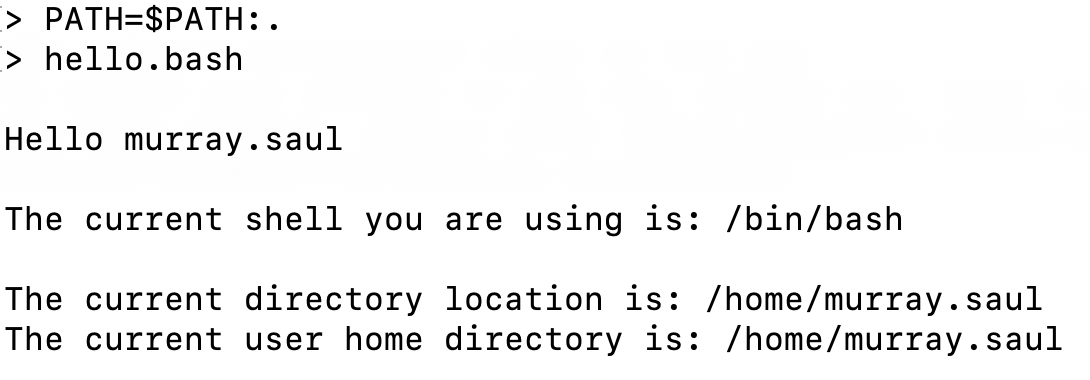 > PATH=$PATH:.
> hello.bash
Hello murray.saul
The current shell you are using is: /bin/bash
The current directory location is: /home/murray.saul
The current user home directory is: /home/murray.saul